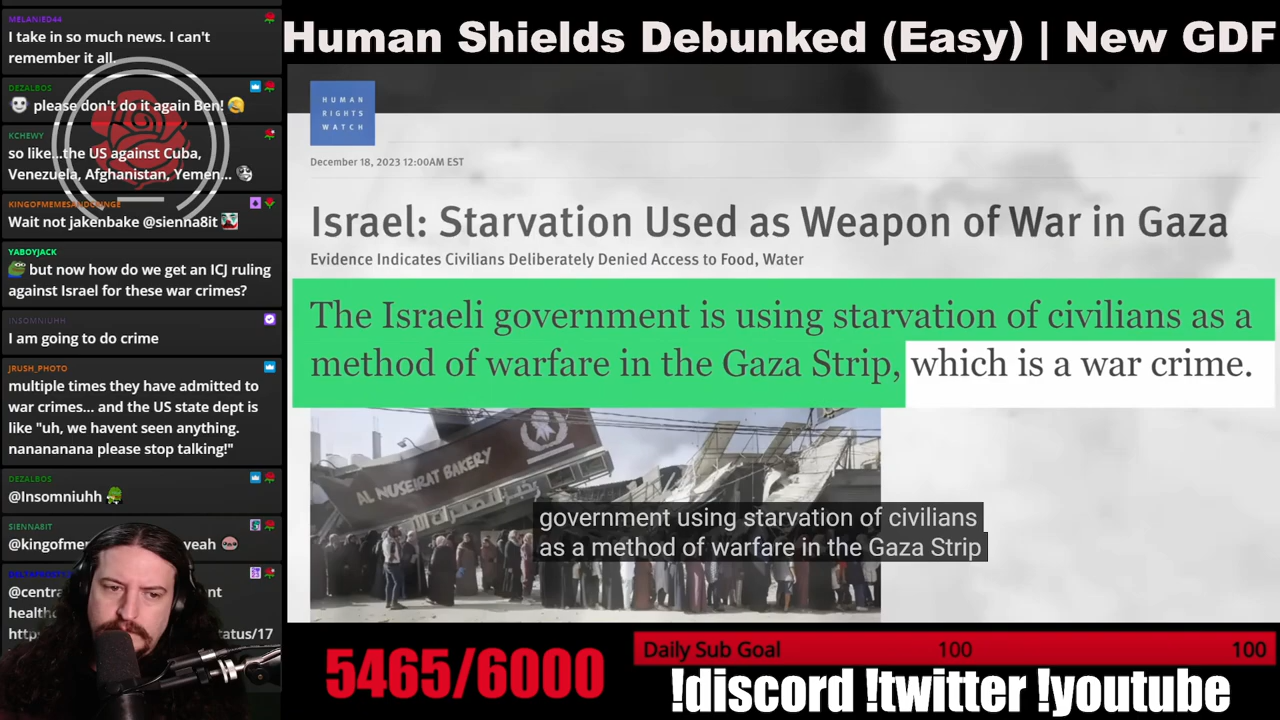 MELANIED44
I take in so much news. I can't
remember it all.
DEZALBOS
please don't do it again Ben!
KCHEWY
so like...the US against Cuba,
Venezuela, Afghanistan, Yemen...
Wait not jakenbake @sienna8it
YABOYJACK
but now how do we get an ICJ ruling
against Israel for these war crimes?
INSOMNIUHH
I am going to do crime
JRUSH_PHOTO
multiple times they have admitted to
war crimes... and the US state dept is
like "uh, we havent seen anything.
nananananana please stop talking!"
DEZALBOS
@Insomniuhh
SIENNA8IT
yeah
Human Shields Debunked (Easy) | New GDF
HUMAN
RIGHTS
WATCH
December 18, 2023 12:00AM EST
Israel: Starvation Used as Weapon of War in Gaza
Evidence Indicates Civilians Deliberately Denied Access to Food, Water
The Israeli government is using starvation of civilians as a
method of warfare in the Gaza Strip, which is a war crime.
AL NUSEIRAT BAKERY
government using starvation of civilians
as a method of warfare in the Gaza Strip
5465/6000
Daily Sub Goal 100 100
!discord !twitter !youtube